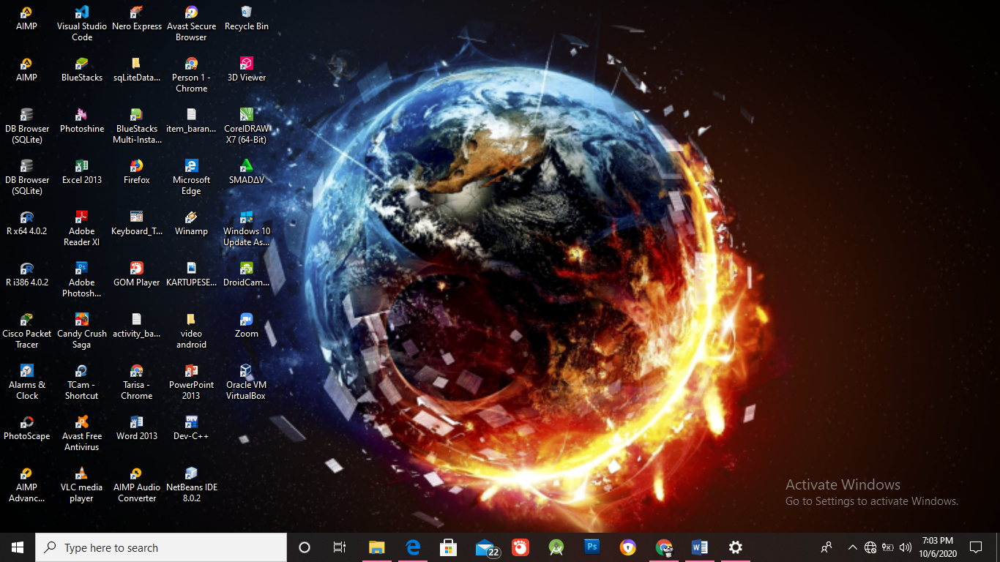 AIMP
Visual Studio
Code
Nero Express
Avast Secure
Browser
Recycle Bin
AIMP
BlueStacks
sqLiteData...
Person 1 -
Chrome
3D Viewer
DB Browser
(SQLite)
Photoshine
BlueStacks
Multi-Insta...
item_baran...
CorelDRAW
X7 (64-Bit)
DB Browser
(SQLite)
Excel 2013
Firefox
Microsoft
Edge
SMADΔV
R x64 4.0.2
Adobe
Reader XI
Keyboard_T...
Winamp
Windows 10
Update As...
R i386 4.0.2
Adobe
Photosh...
GOM Player
KARTUPESE...
DroidCam...
Cisco Packet
Tracer
Candy Crush
Saga
activity_ba...
video
android
Zoom
Alarms &
Clock
TCam -
Shortcut
Tarisa -
Chrome
PowerPoint
2013
Oracle VM
VirtualBox
PhotoScape
Avast Free
Antivirus
Word 2013
DEV
Dev-C++
AIMP
Advanc...
VLC media
player
AIMP Audio
Converter
NetBeans IDE
8.0.2
Activate Windows
Go to Settings to activate Windows.
Type here to search
22
Ps
7:03 PM
10/6/2020